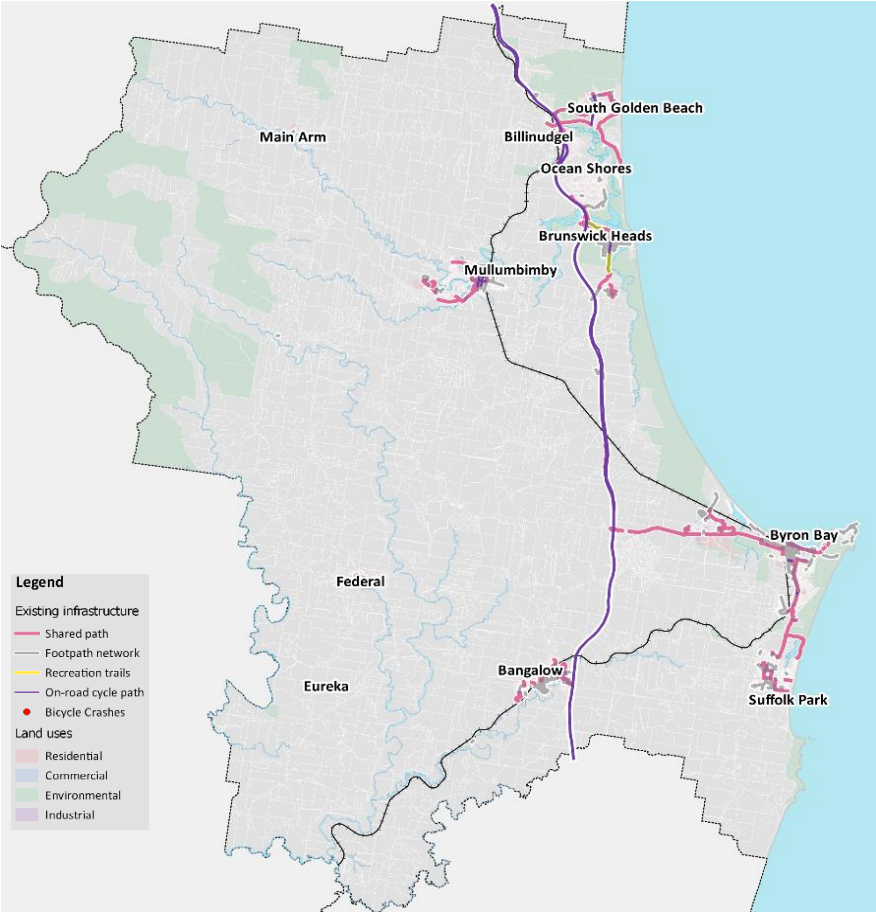 South Golden Beach
Main Arm
Billinudgel
Ocean Shores
Brunswick Heads
Mullumbimby
Byron Bay
Federal
Bangalow
Eureka
Suffolk Park
Legend
Existing infrastructure
Shared path
Footpath network
Recreation trails
On-road cycle path
Bicycle Crashes
Land uses
Residential
Commercial
Environmental
Industrial